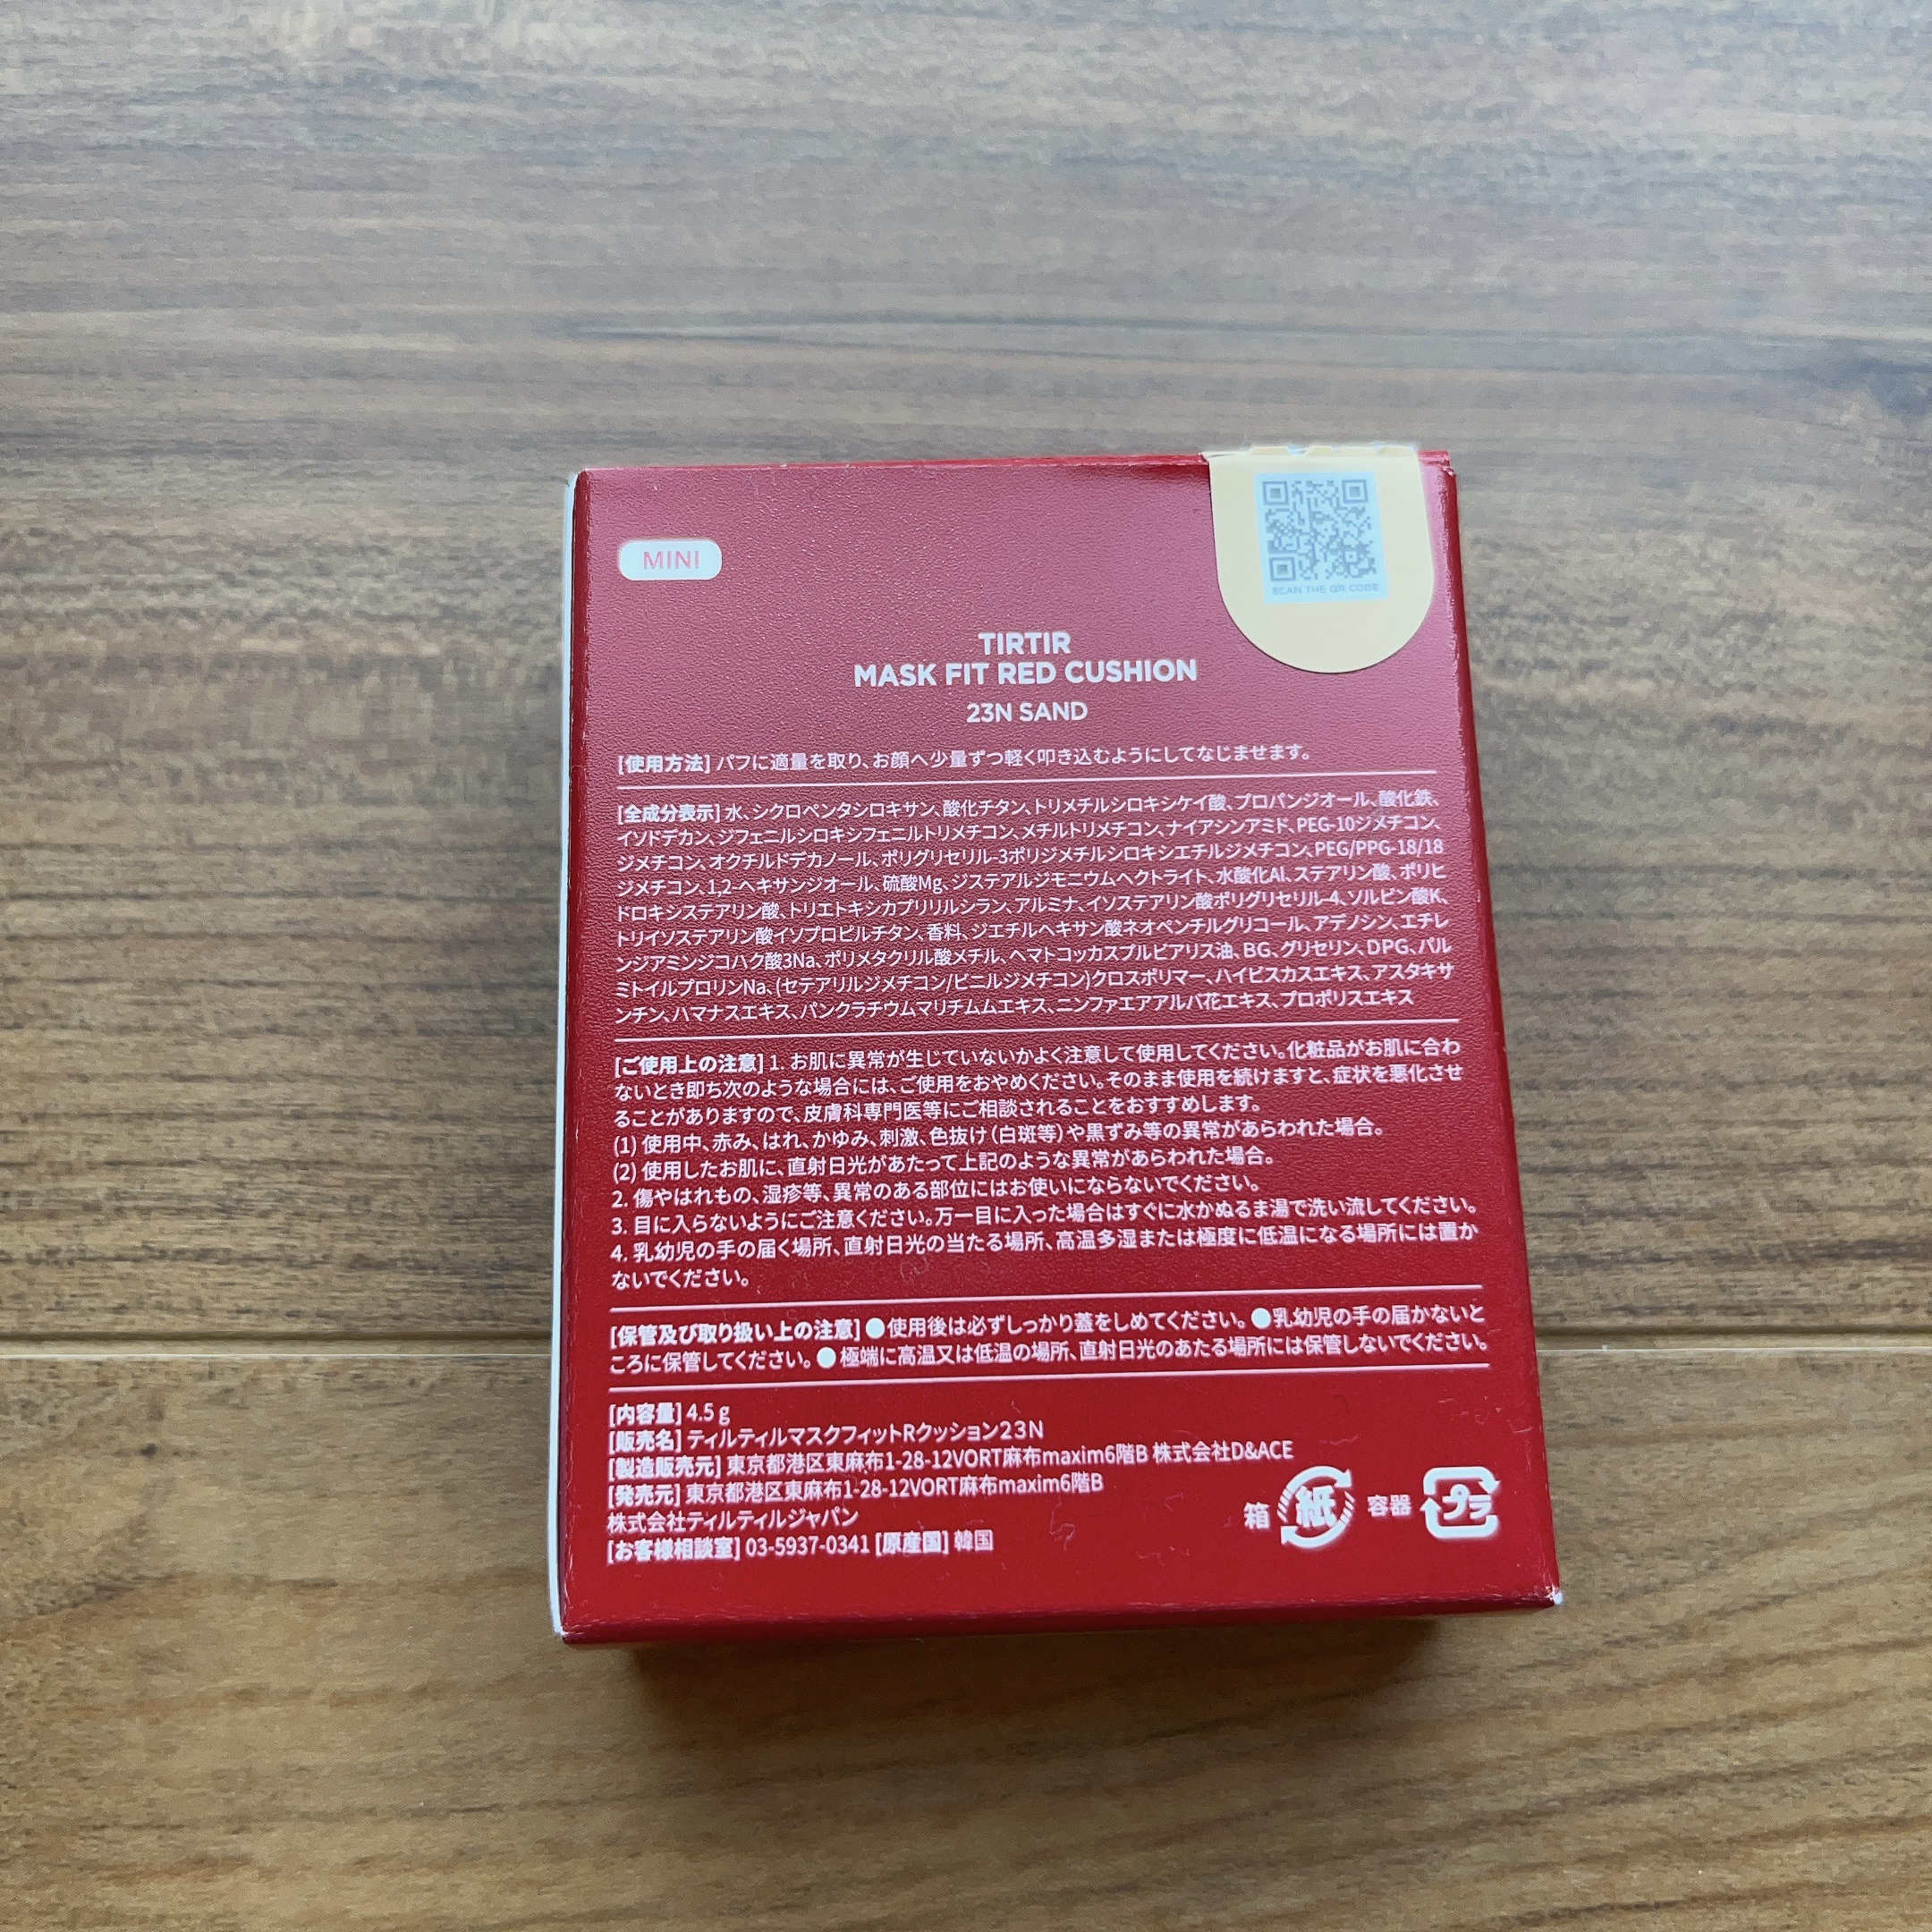 MINI
SCAN THE QR CODE
TIRTIR
MASK FIT RED CUSHION
23N SAND
[使用方法] パフに適量を取り、お顔へ少量ずつ軽く叩き込むようにしてなじませます。
[全成分表示] 水、シクロペンタシロキサン、酸化チタン、トリメチルシロキシケイ酸、プロパンジオール、酸化鉄、
イソドデカン、ジフェニルシロキシフェニルトリメチコン、メチルトリメチコン、ナイアシンアミド、PEG-10ジメチコン、
ジメチコン、オクチルドデカノール、ポリグリセリル-3ポリジメチルシロキシエチルジメチコン、PEG/PPG-18/18
ジメチコン、1,2-ヘキサンジオール、硫酸Mg、ジステアルジモニウムヘクトライト、水酸化Al、ステアリン酸、ポリヒ
ドロキシステアリン酸、トリエトキシカプリリルシラン、アルミナ、イソステアリン酸ポリグリセリル-4、ソルビン酸K、
トリイソステアリン酸イソプロピルチタン、香料、ジエチルヘキサン酸ネオペンチルグリコール、アデノシン、エチレ
ンジアミンジコハク酸3Na、ポリメタクリル酸メチル、ヘマトコッカスプルビアリス油、BG、グリセリン、DPG、パル
ミトイルプロリンNa、(セテアリルジメチコン/ビニルジメチコン)クロスポリマー、ハイビスカスエキス、アスタキサ
ンチン、ハマナスエキス、パンクラチウムマリチムムエキス、ニンファエアアルバ花エキス、プロポリスエキス
[ご使用上の注意] 1. お肌に異常が生じていないかよく注意して使用してください。化粧品がお肌に合わ
ないとき即ち次のような場合には、ご使用をおやめください。そのまま使用を続けますと、症状を悪化させ
ることがありますので、皮膚科専門医等にご相談されることをおすすめします。
(1) 使用中、赤み、はれ、かゆみ、刺激、色抜け(白斑等)や黒ずみ等の異常があらわれた場合。
(2) 使用したお肌に、直射日光があたって上記のような異常があらわれた場合。
2. 傷やはれもの、湿疹等、異常のある部位にはお使いにならないでください。
3. 目に入らないようにご注意ください。万一目に入った場合はすぐに水かぬるま湯で洗い流してください。
4. 乳幼児の手の届く場所、直射日光の当たる場所、高温多湿または極度に低温になる場所には置か
ないでください。
[保管及び取り扱い上の注意] ●使用後は必ずしっかり蓋をしめてください。●乳幼児の手の届かないと
ころに保管してください。● 極端に高温又は低温の場所、直射日光のあたる場所には保管しないでください。
[内容量] 4.5 g
[販売名] ティルティルマスクフィットRクッション23N
[製造販売元] 東京都港区東麻布1-28-12VORT麻布maxim6階B 株式会社D&ACE
[発売元] 東京都港区東麻布1-28-12VORT麻布maxim6階B
株式会社ティルティルジャパン
[お客様相談室] 03-5937-0341 [原産国] 韓国
箱 紙 容器 プラ